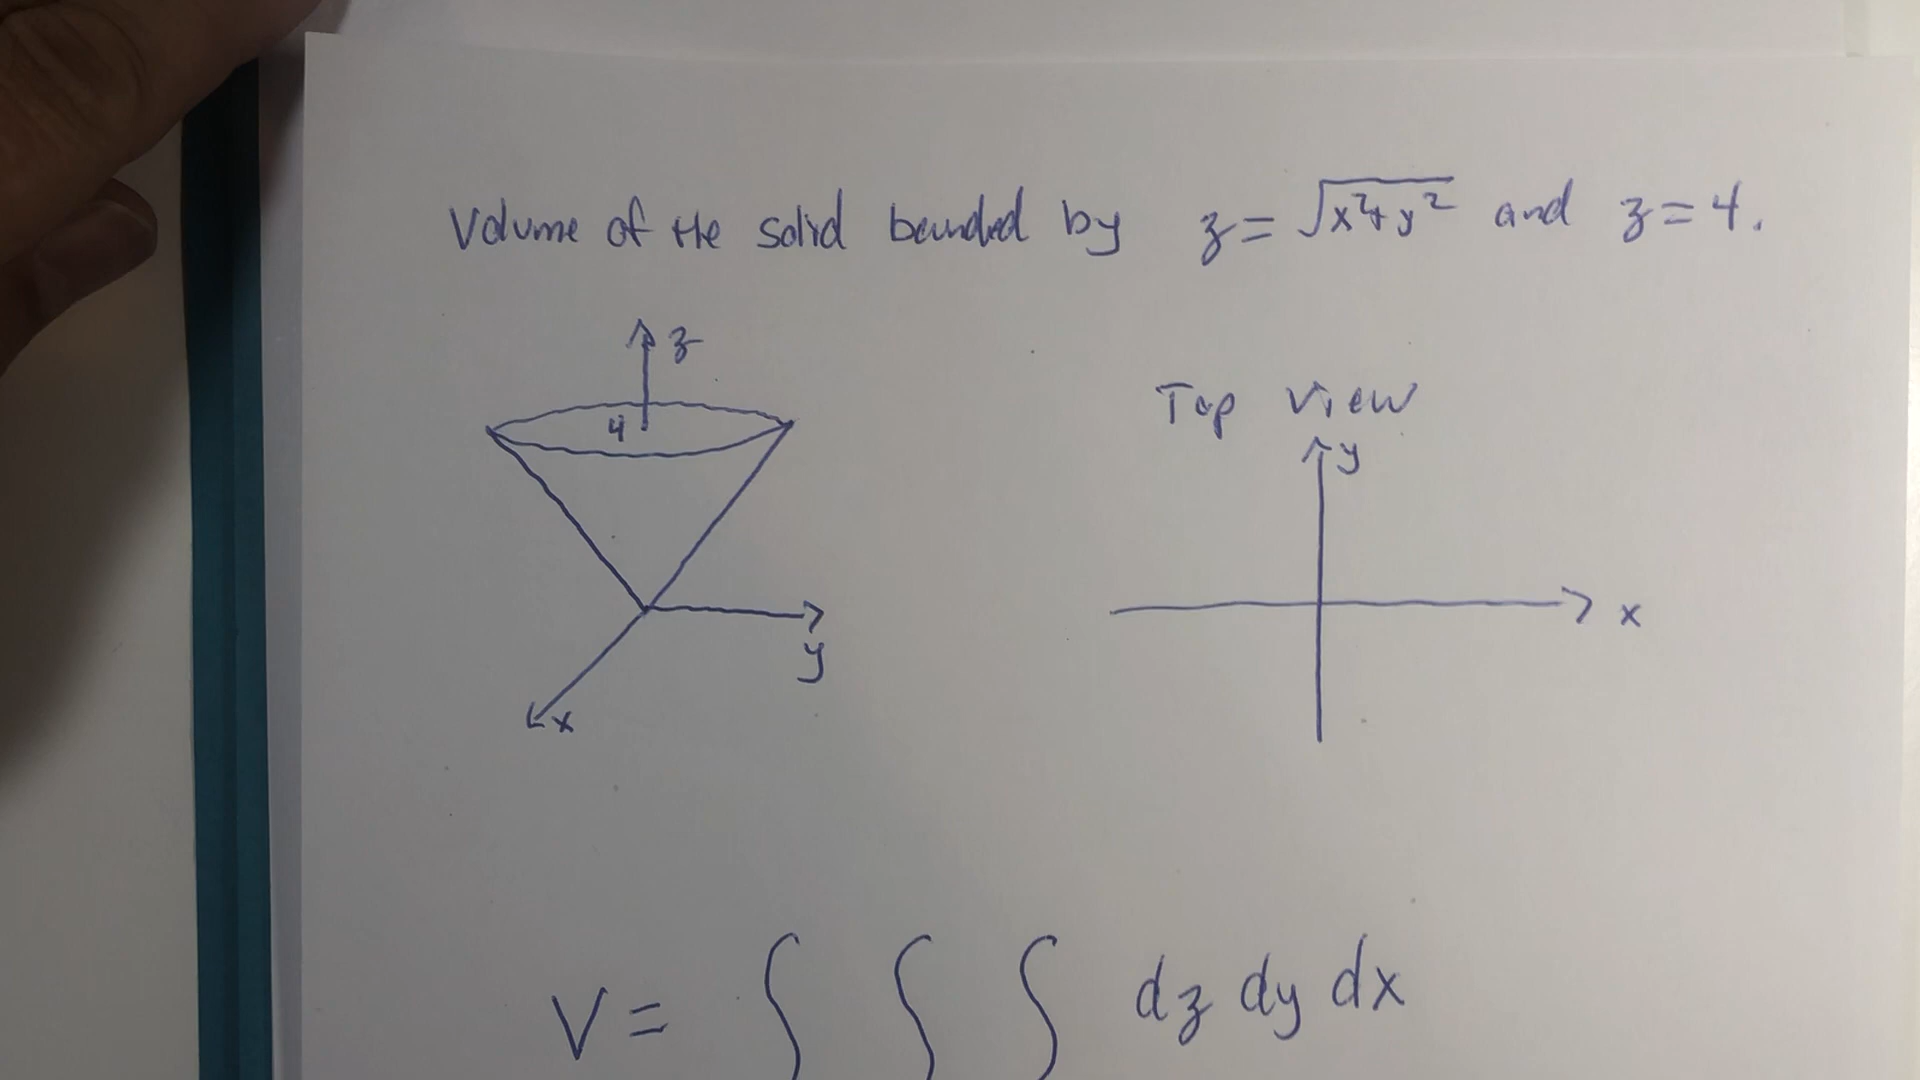 Volume of the solid bounded by z = √(x²+y²) and z = 4.
z
4
y
x
Top View
y
x
V = ∫ ∫ ∫ dz dy dx